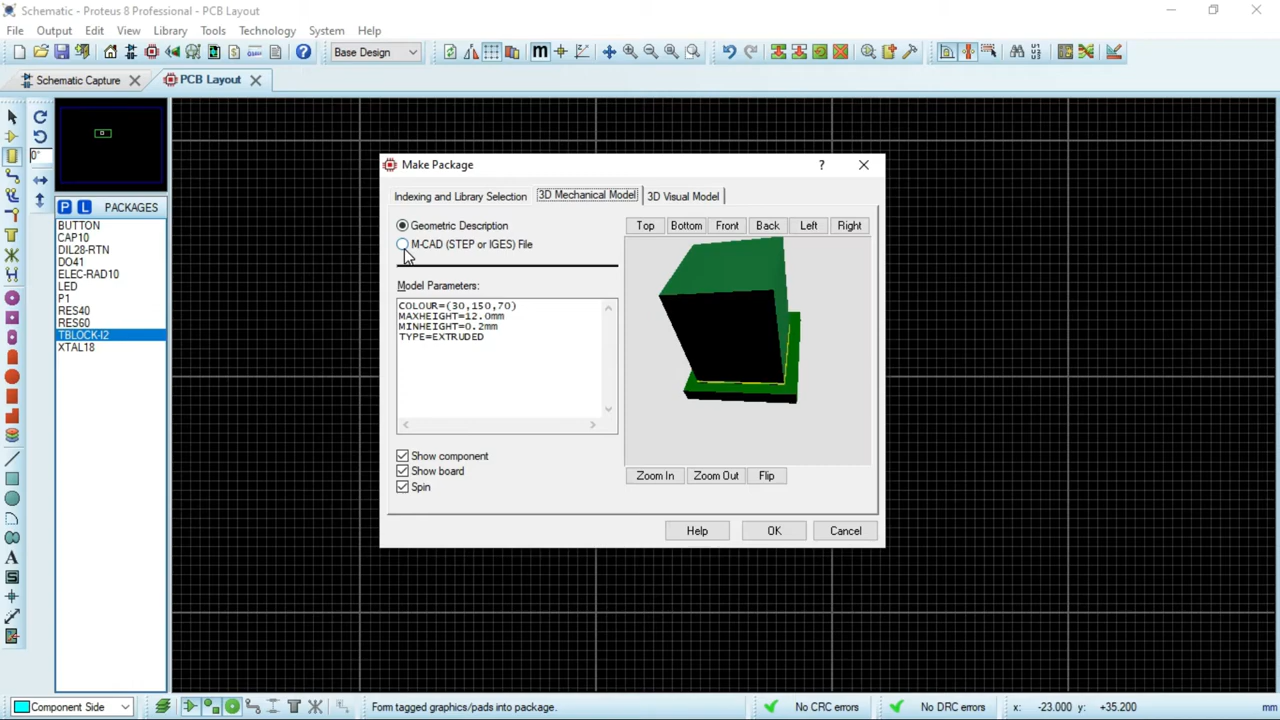 Schematic - Proteus 8 Professional - PCB Layout
File Output Edit View Library Tools Technology System Help
Base Design
m
Schematic Capture
PCB Layout
0°
P L PACKAGES
BUTTON
CAP10
DIL28-RTN
DO41
ELEC-RAD10
LED
P1
RES40
RES60
TBLOCK-I2
XTAL18
Make Package
?
Indexing and Library Selection
3D Mechanical Model
3D Visual Model
Geometric Description
M-CAD (STEP or IGES) File
Model Parameters:
COLOUR=(30,150,70)
MAXHEIGHT=12.0mm
MINHEIGHT=0.2mm
TYPE=EXTRUDED
Show component
Show board
Spin
Top Bottom Front Back Left Right
Zoom In Zoom Out Flip
Help OK Cancel
A
S
Component Side
Form tagged graphics/pads into package.
No CRC errors
No DRC errors
x: -23.000 y: +35.200 mm